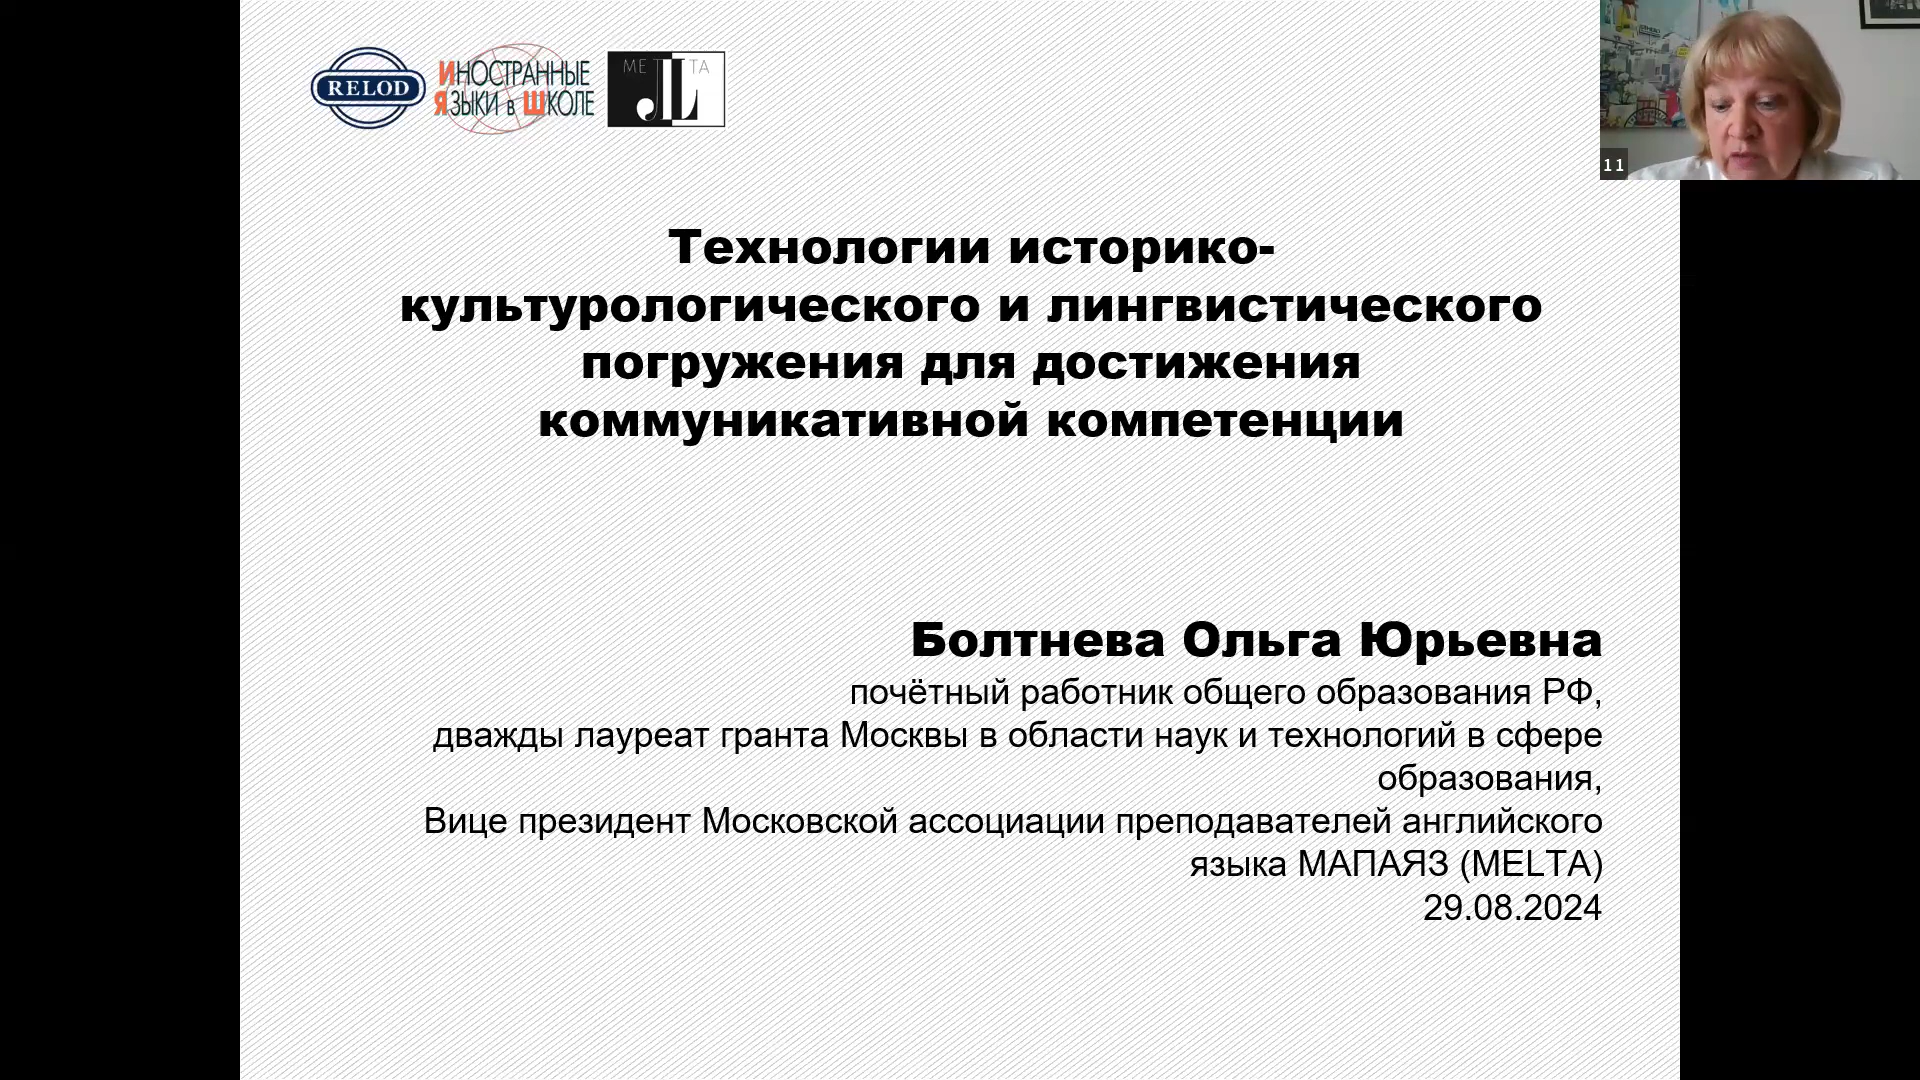 RELOD
ИНОСТРАННЫЕ
ЯЗЫКИ в ШКОЛЕ
ME TA
JL
11
Технологии историко-
культурологического и лингвистического
погружения для достижения
коммуникативной компетенции
Болтнева Ольга Юрьевна
почётный работник общего образования РФ,
дважды лауреат гранта Москвы в области наук и технологий в сфере
образования,
Вице президент Московской ассоциации преподавателей английского
языка МАПАЯЗ (MELTA)
29.08.2024